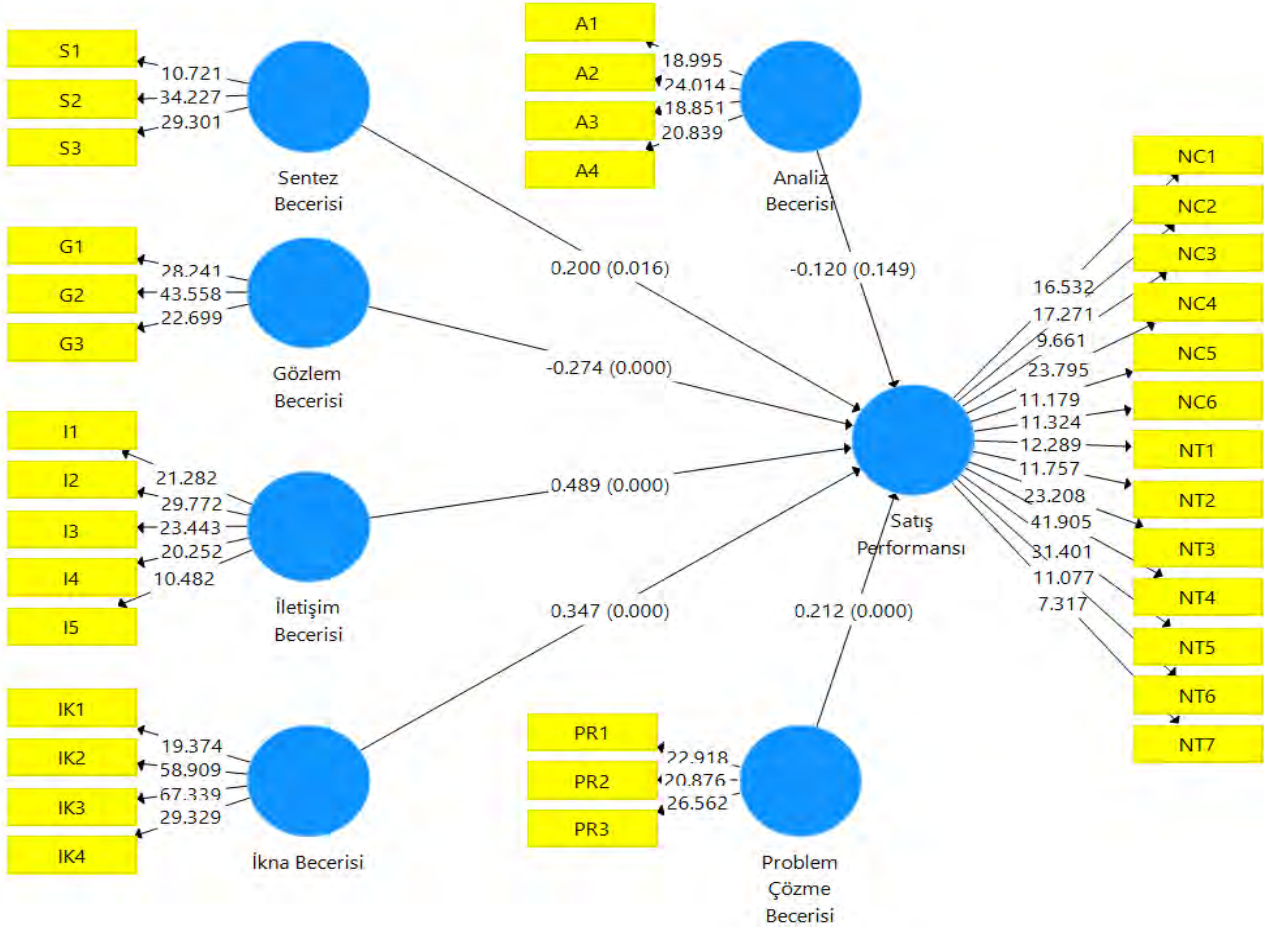 S1
S2
S3
10.721
34.227
29.301
Sentez
Becerisi
A1
A2
A3
A4
18.995
24.014
18.851
20.839
Analiz
Becerisi
G1
G2
G3
28.241
43.558
22.699
Gözlem
Becerisi
I1
I2
I3
I4
I5
21.282
29.772
23.443
20.252
10.482
İletişim
Becerisi
IK1
IK2
IK3
IK4
19.374
58.909
67.339
29.329
İkna Becerisi
PR1
PR2
PR3
22.918
20.876
26.562
Problem
Çözme
Becerisi
0.200 (0.016)
-0.120 (0.149)
-0.274 (0.000)
0.489 (0.000)
0.347 (0.000)
0.212 (0.000)
Satış
Performansı
16.532
17.271
9.661
23.795
11.179
11.324
12.289
11.757
23.208
41.905
31.401
11.077
7.317
NC1
NC2
NC3
NC4
NC5
NC6
NT1
NT2
NT3
NT4
NT5
NT6
NT7